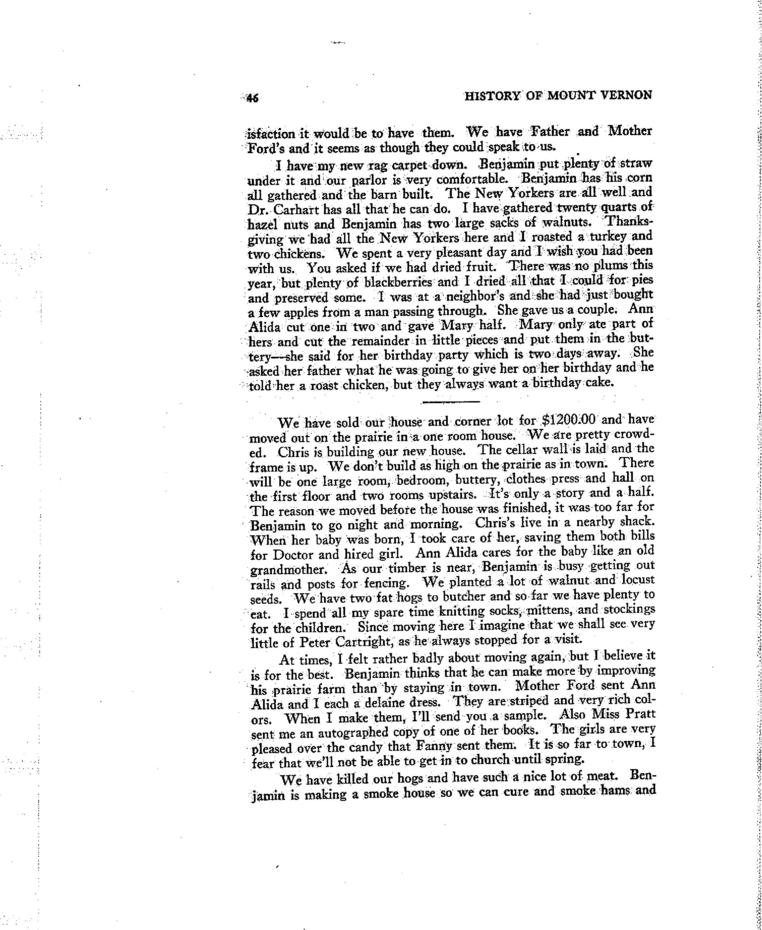 46 HISTORY OF MOUNT VERNON
isfaction it would be to have them. We have Father and Mother
Ford's and it seems as though they could speak to us.
I have my new rag carpet down. Benjamin put plenty of straw
under it and our parlor is very comfortable. Benjamin has his corn
all gathered and the barn built. The New Yorkers are all well and
Dr. Carhart has all that he can do. I have gathered twenty quarts of
hazel nuts and Benjamin has two large sacks of walnuts. Thanks-
giving we had all the New Yorkers here and I roasted a turkey and
two chickens. We spent a very pleasant day and I wish you had been
with us. You asked if we had dried fruit. There was no plums this
year, but plenty of blackberries and I dried all that I could for pies
and preserved some. I was at a neighbor's and she had just bought
a few apples from a man passing through. She gave us a couple. Ann
Alida cut one in two and gave Mary half. Mary only ate part of
hers and cut the remainder in little pieces and put them in the but-
tery—she said for her birthday party which is two days away. She
asked her father what he was going to give her on her birthday and he
told her a roast chicken, but they always want a birthday cake.
We have sold our house and corner lot for $1200.00 and have
moved out on the prairie in a one room house. We are pretty crowd-
ed. Chris is building our new house. The cellar wall is laid and the
frame is up. We don't build as high on the prairie as in town. There
will be one large room, bedroom, buttery, clothes press and hall on
the first floor and two rooms upstairs. It's only a story and a half.
The reason we moved before the house was finished, it was too far for
Benjamin to go night and morning. Chris's live in a nearby shack.
When her baby was born, I took care of her, saving them both bills
for Doctor and hired girl. Ann Alida cares for the baby like an old
grandmother. As our timber is near, Benjamin is busy getting out
rails and posts for fencing. We planted a lot of walnut and locust
seeds. We have two fat hogs to butcher and so far we have plenty to
eat. I spend all my spare time knitting socks, mittens, and stockings
for the children. Since moving here I imagine that we shall see very
little of Peter Cartright, as he always stopped for a visit.
At times, I felt rather badly about moving again, but I believe it
is for the best. Benjamin thinks that he can make more by improving
his prairie farm than by staying in town. Mother Ford sent Ann
Alida and I each a delaine dress. They are striped and very rich col-
ors. When I make them, I'll send you a sample. Also Miss Pratt
sent me an autographed copy of one of her books. The girls are very
pleased over the candy that Fanny sent them. It is so far to town, I
fear that we'll not be able to get in to church until spring.
We have killed our hogs and have such a nice lot of meat. Ben-
jamin is making a smoke house so we can cure and smoke hams and